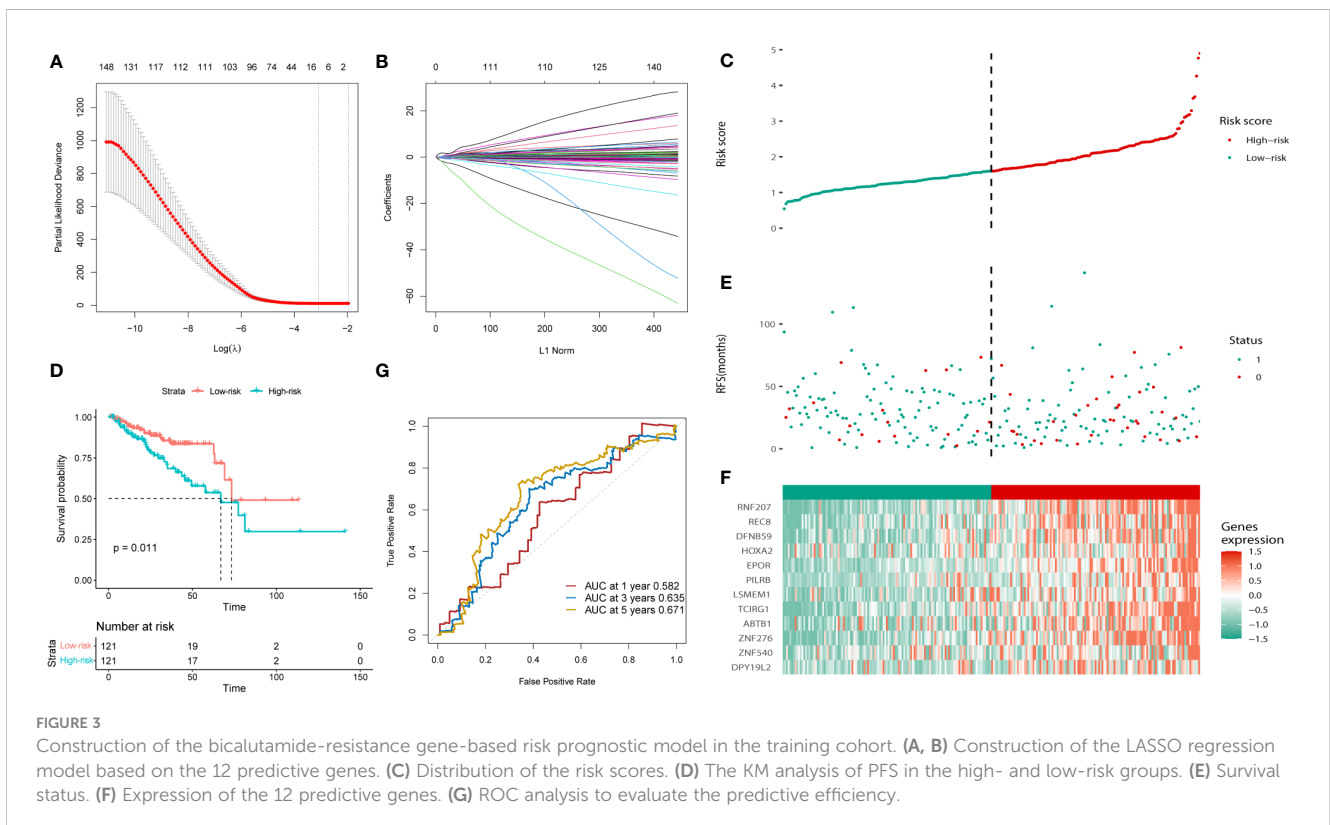 A
148 131 117 112 111 103 96 74 44 16 6 2
Partial Likelihood Deviance
1200
1000
800
600
400
200
0
−10 −8 −6 −4 −2
Log(λ)
B
0 111 110 125 140
Coefficients
20
0
−20
−40
−60
0 100 200 300 400
L1 Norm
C
Risk score
5
4
3
2
1
0
Risk score
High−risk
Low−risk
D
Strata Low-risk High-risk
Survival probability
1.00
0.75
0.50
0.25
0.00
p = 0.011
0 50 100 150
Time
Number at risk
Strata
Low-risk 121 19 2 0
High-risk 121 17 2 0
0 50 100 150
Time
G
True Positive Rate
1.0
0.8
0.6
0.4
0.2
0.0
AUC at 1 year 0.582
AUC at 3 years 0.635
AUC at 5 years 0.671
0.0 0.2 0.4 0.6 0.8 1.0
False Positive Rate
E
RFS(months)
100
50
0
Status
1
0
F
RNF207
REC8
DFNB59
HOXA2
EPOR
PILRB
LSMEM1
TCIRG1
ABTB1
ZNF276
ZNF540
DPY19L2
Genes
expression
1.5
1.0
0.5
0.0
−0.5
−1.0
−1.5
FIGURE 3
Construction of the bicalutamide-resistance gene-based risk prognostic model in the training cohort. (A, B) Construction of the LASSO regression
model based on the 12 predictive genes. (C) Distribution of the risk scores. (D) The KM analysis of PFS in the high- and low-risk groups. (E) Survival
status. (F) Expression of the 12 predictive genes. (G) ROC analysis to evaluate the predictive efficiency.